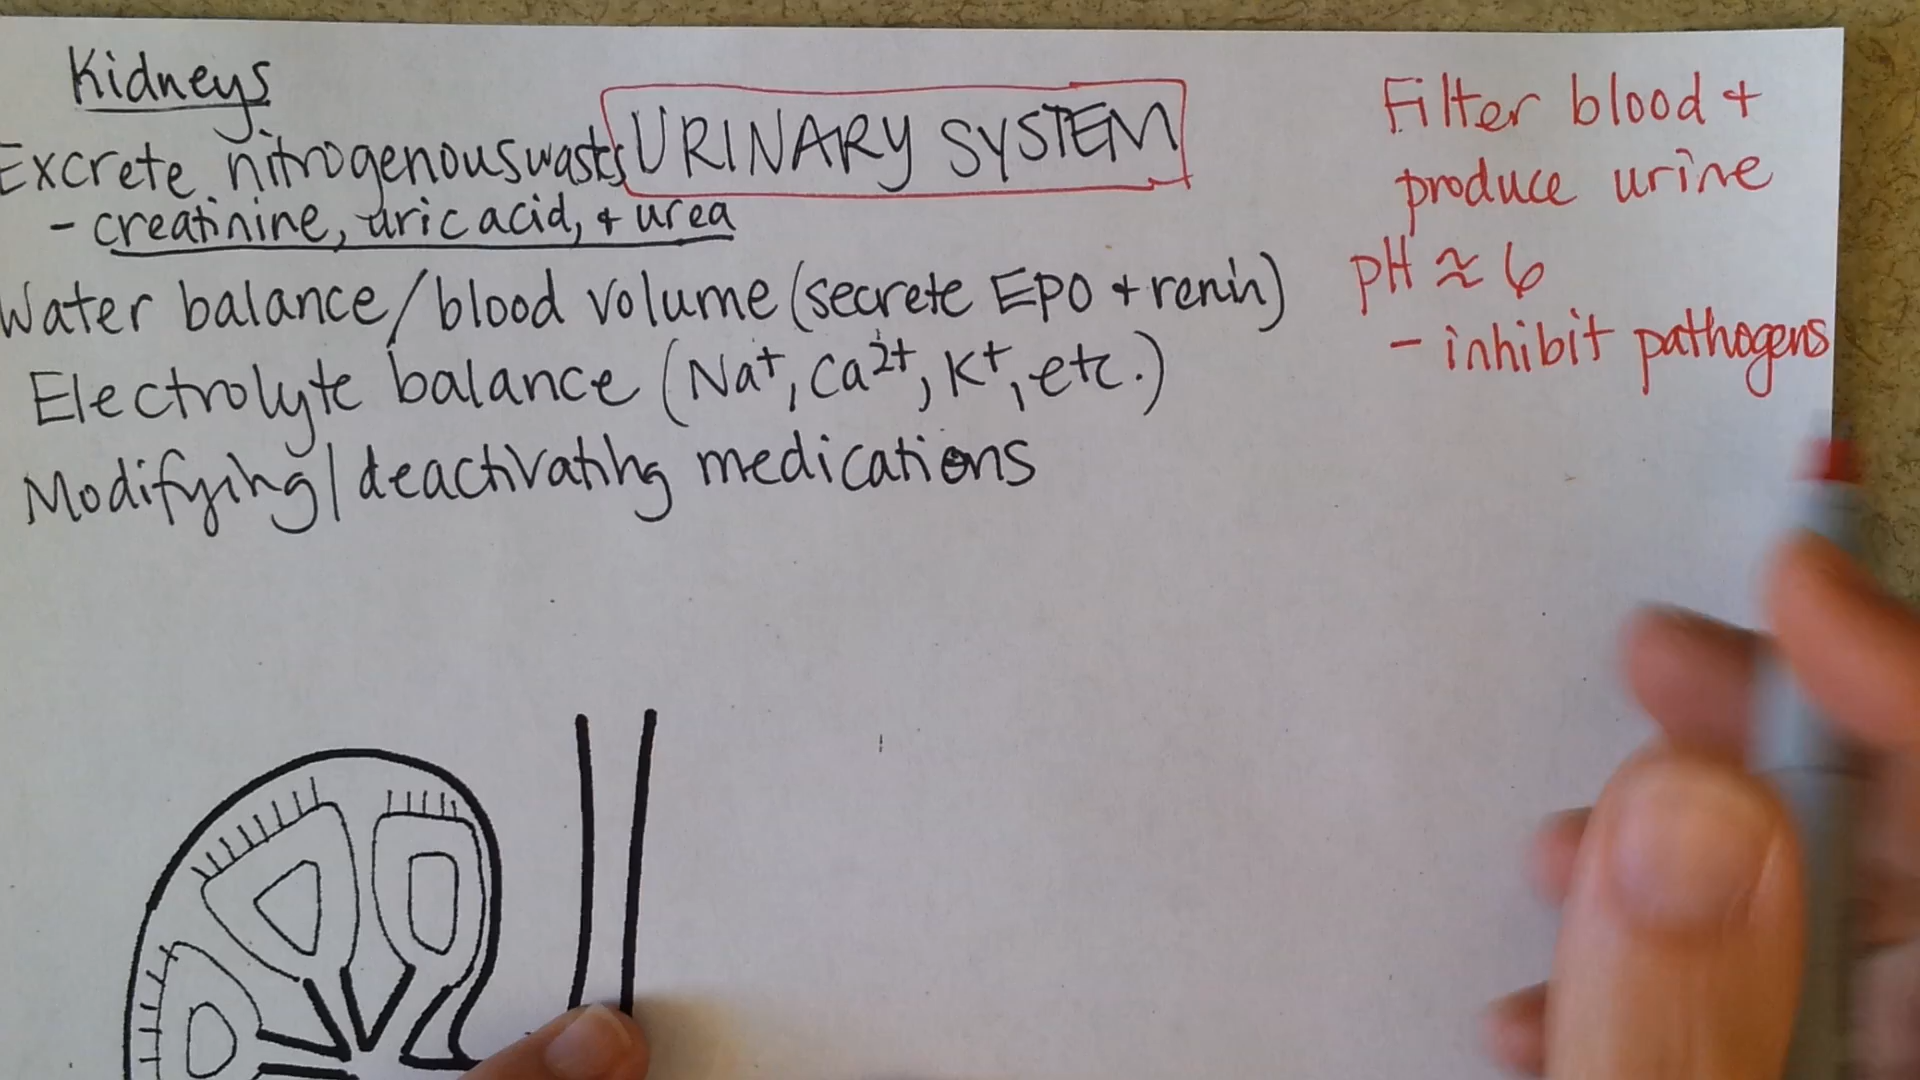 Kidneys
URINARY SYSTEM
Excrete nitrogenous wasts
- creatinine, uric acid, + urea
Water balance/blood volume (secrete EPO + renin)
Electrolyte balance (Na+, Ca2+, K+, etc.)
Modifying/deactivating medications
Filter blood +
produce urine
pH ≈ 6
- inhibit pathogens